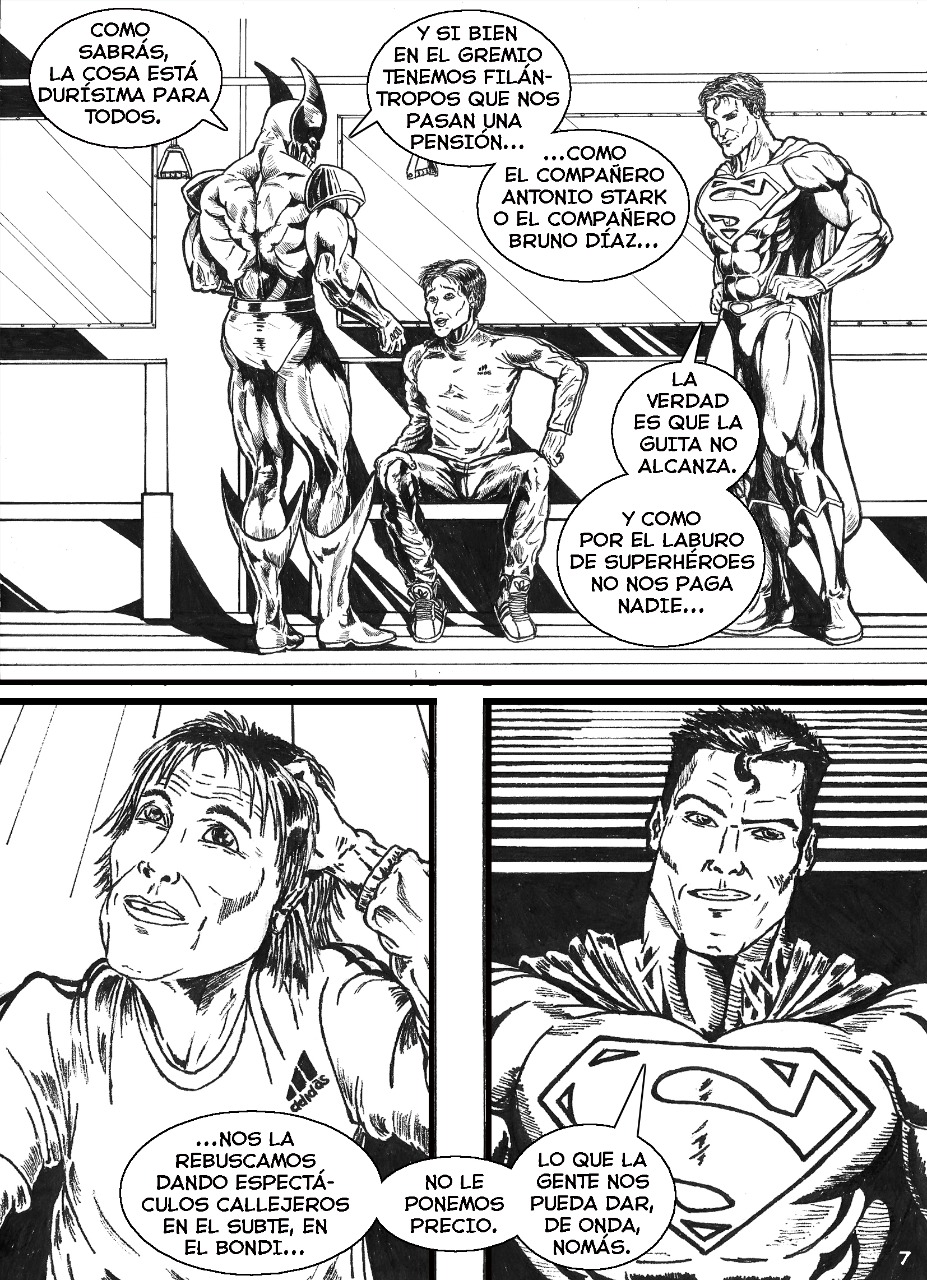 COMO
SABRÁS,
LA COSA ESTÁ
DURÍSIMA PARA
TODOS.
Y SI BIEN
EN EL GREMIO
TENEMOS FILÁN-
TROPOS QUE NOS
PASAN UNA
PENSIÓN...
...COMO
EL COMPAÑERO
ANTONIO STARK
O EL COMPAÑERO
BRUNO DÍAZ...
adidas
LA
VERDAD
ES QUE LA
GUITA NO
ALCANZA.
Y COMO
POR EL LABURO
DE SUPERHÉROES
NO NOS PAGA
NADIE...
adidas
...NOS LA
REBUSCAMOS
DANDO ESPECTÁ-
CULOS CALLEJEROS
EN EL SUBTE, EN
EL BONDI...
NO LE
PONEMOS
PRECIO.
LO QUE LA
GENTE NOS
PUEDA DAR,
DE ONDA,
NOMÁS.
7